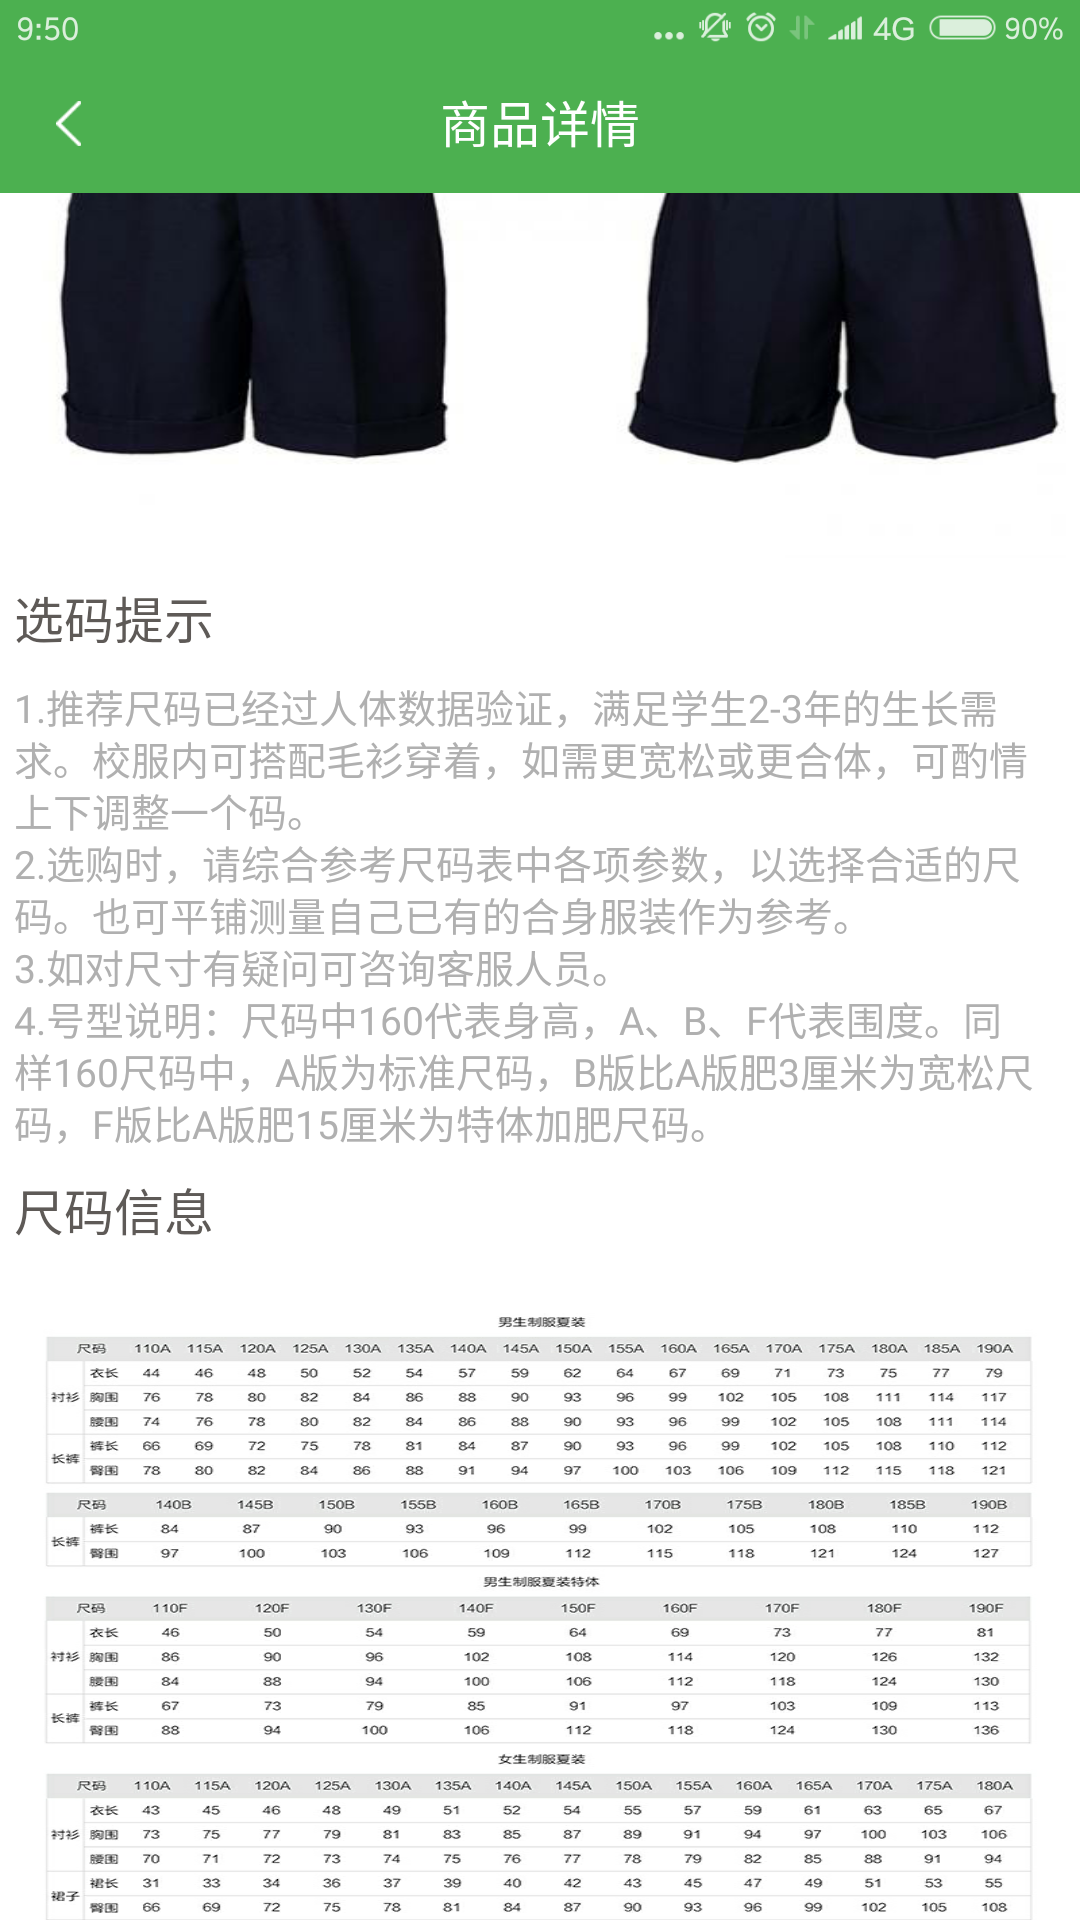 9:50
4G
90%
商品详情
选码提示
1.推荐尺码已经过人体数据验证，满足学生2-3年的生长需
求。校服内可搭配毛衫穿着，如需更宽松或更合体，可酌情
上下调整一个码。
2.选购时，请综合参考尺码表中各项参数，以选择合适的尺
码。也可平铺测量自己已有的合身服装作为参考。
3.如对尺寸有疑问可咨询客服人员。
4.号型说明：尺码中160代表身高，A、B、F代表围度。同
样160尺码中，A版为标准尺码，B版比A版肥3厘米为宽松尺
码，F版比A版肥15厘米为特体加肥尺码。
尺码信息
男生制服夏装
尺码 110A 115A 120A 125A 130A 135A 140A 145A 150A 155A 160A 165A 170A 175A 180A 185A 190A
衬衫 衣长 44 46 48 50 52 54 57 59 62 64 67 69 71 73 75 77 79
胸围 76 78 80 82 84 86 88 90 93 96 99 102 105 108 111 114 117
腰围 74 76 78 80 82 84 86 88 90 93 96 99 102 105 108 111 114
长裤 裤长 66 69 72 75 78 81 84 87 90 93 96 99 102 105 108 110 112
臀围 78 80 82 84 86 88 91 94 97 100 103 106 109 112 115 118 121
尺码 140B 145B 150B 155B 160B 165B 170B 175B 180B 185B 190B
长裤 裤长 84 87 90 93 96 99 102 105 108 110 112
臀围 97 100 103 106 109 112 115 118 121 124 127
男生制服夏装特体
尺码 110F 120F 130F 140F 150F 160F 170F 180F 190F
衬衫 衣长 46 50 54 59 64 69 73 77 81
胸围 86 90 96 102 108 114 120 126 132
腰围 84 88 94 100 106 112 118 124 130
长裤 裤长 67 73 79 85 91 97 103 109 113
臀围 88 94 100 106 112 118 124 130 136
女生制服夏装
尺码 110A 115A 120A 125A 130A 135A 140A 145A 150A 155A 160A 165A 170A 175A 180A
衬衫 衣长 43 45 46 48 49 51 52 54 55 57 59 61 63 65 67
胸围 73 75 77 79 81 83 85 87 89 91 94 97 100 103 106
腰围 70 71 72 73 74 75 76 77 78 79 82 85 88 91 94
裙子 裙长 31 33 34 36 37 39 40 42 43 45 47 49 51 53 55
臀围 66 69 72 75 78 81 84 87 90 93 96 99 102 105 108